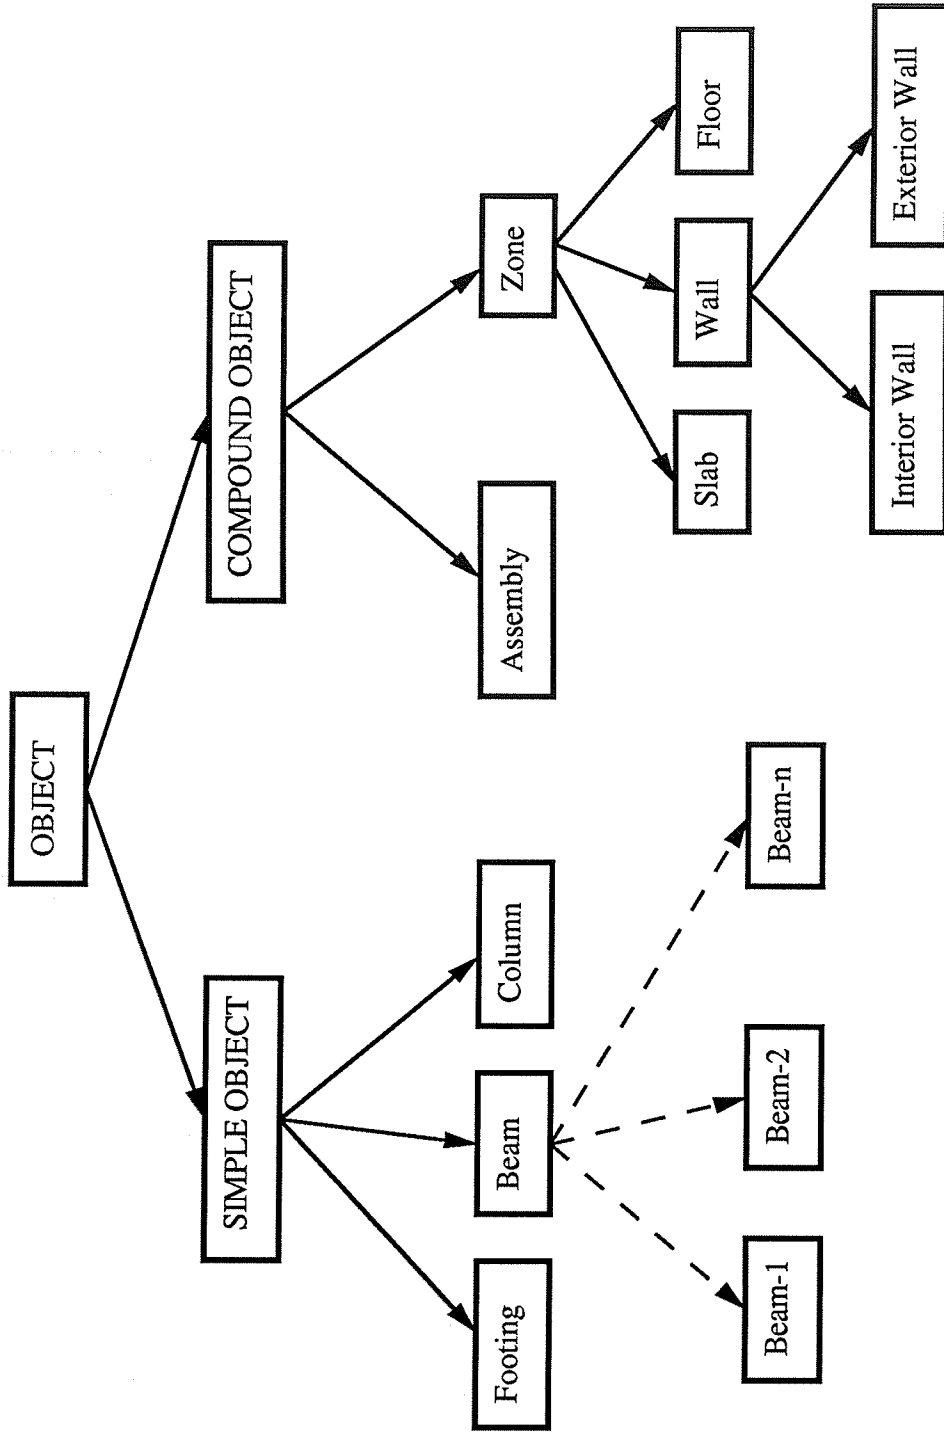 OBJECT
SIMPLE OBJECT
COMPOUND OBJECT
Footing
Beam
Column
Assembly
Zone
Slab
Wall
Floor
Beam-1
Beam-2
Beam-n
Interior Wall
Exterior Wall